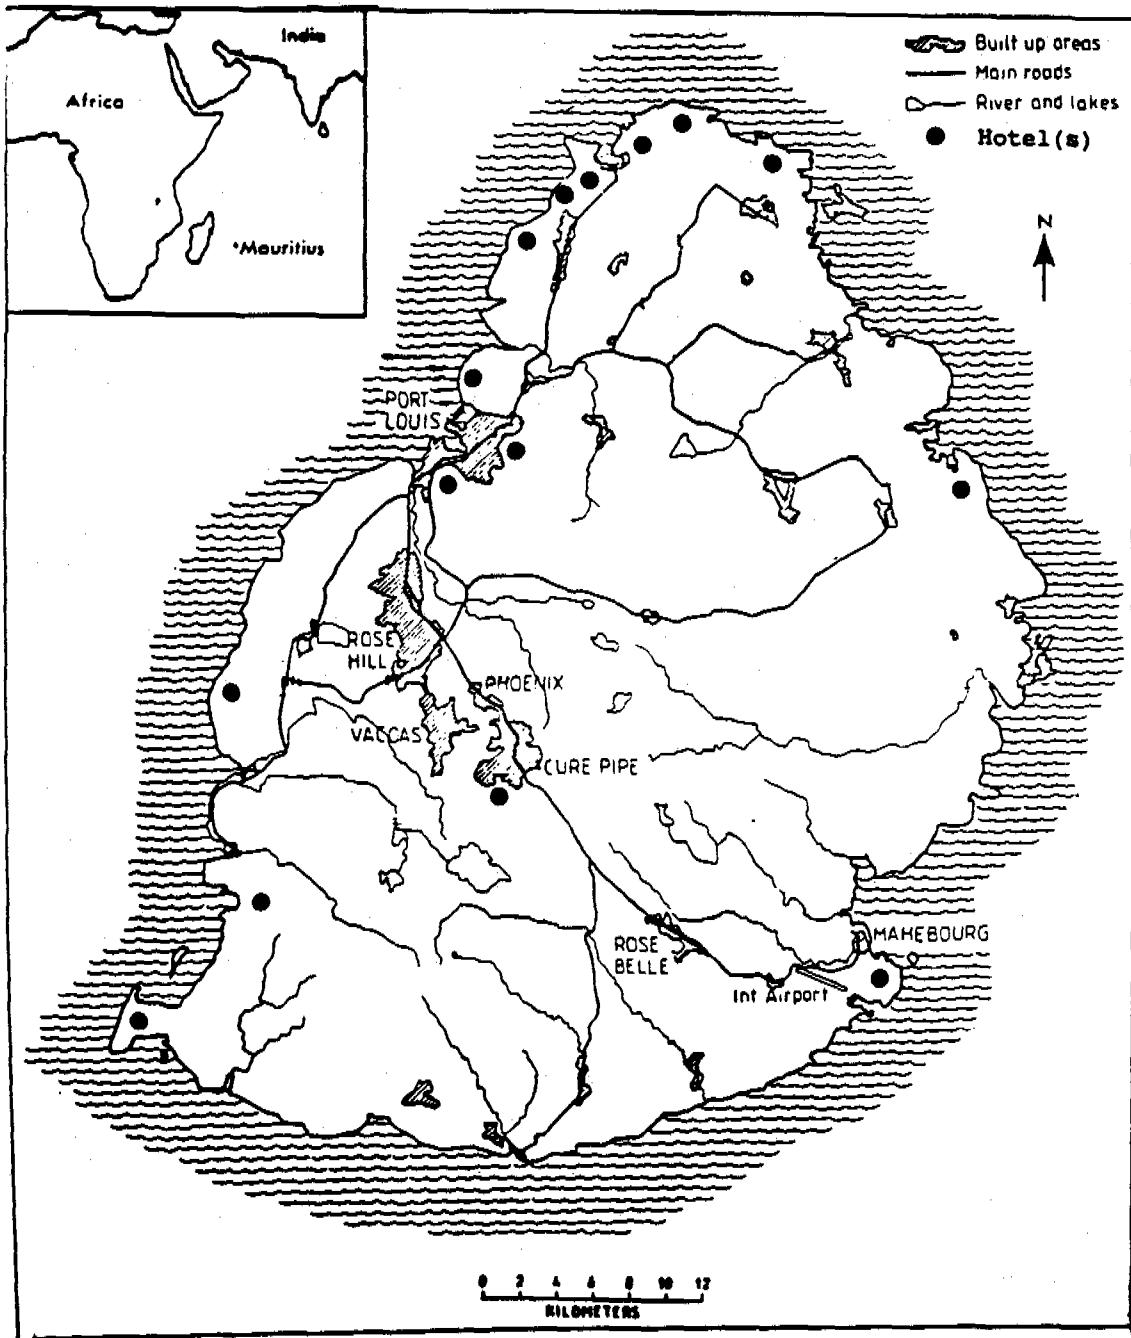 India
Africa
Mauritius
Built up areas
Main roads
River and lakes
Hotel(s)
N
PORT
LOUIS
ROSE
HILL
PHOENIX
VACCAS
CURE PIPE
ROSE
BELLE
MAHEBOURG
Int Airport
0 2 4 6 8 10 12
KILOMETERS